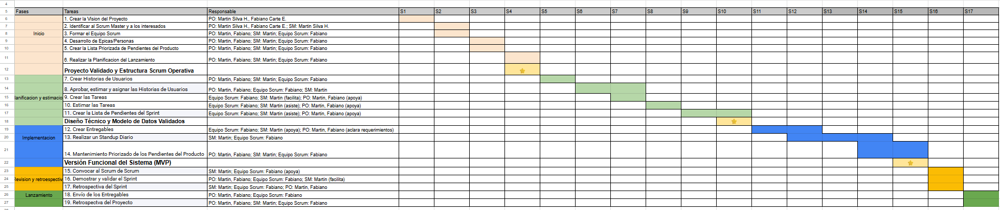 4
5 Fases Tareas Responsable S1 S2 S3 S4 S5 S6 S7 S8 S9 S10 S11 S12 S13 S14 S15 S16 S17
6 1. Crear la Vision del Proyecto PO: Martin Silva H., Fabiano Carte E.
7 2. Identificar al Scrum Master y a los interesados PO: Martin Silva H., Fabiano Carte E.; SM: Martin Silva H.
8 Inicio 3. Formar el Equipo Scrum PO: Martin, Fabiano; SM: Martin; Equipo Scrum: Fabiano
9 4. Desarrollo de Epicas/Personas PO: Martin, Fabiano; SM: Martin; Equipo Scrum: Fabiano
10 5. Crear la Lista Priorizada de Pendientes del Producto PO: Martin, Fabiano; SM: Martin; Equipo Scrum: Fabiano
11 6. Realizar la Planificacion del Lanzamiento PO: Martin, Fabiano; SM: Martin; Equipo Scrum: Fabiano
12 Proyecto Validado y Estructura Scrum Operativa
13 7. Crear Historias de Usuarios PO: Martin, Fabiano; SM: Martin; Equipo Scrum: Fabiano
14 8. Aprobar, estimar y asignar las Historias de Usuarios PO: Martin, Fabiano; Equipo Scrum: Fabiano; SM: Martin
15 lanificacion y estimacio 9. Crear las Tareas Equipo Scrum: Fabiano; SM: Martin (facilita); PO: Martin, Fabiano (apoya)
16 10. Estimar las Tareas Equipo Scrum: Fabiano; SM: Martin (asiste); PO: Martin, Fabiano (apoya)
17 11. Crear la Lista de Pendientes del Sprint Equipo Scrum: Fabiano; SM: Martin (asiste); PO: Martin, Fabiano (apoya)
18 Diseño Técnico y Modelo de Datos Validados
19 12. Crear Entregables Equipo Scrum: Fabiano; SM: Martin (apoya); PO: Martin, Fabiano (aclara requerimientos)
20 Implementacion 13. Realizar un Standup Diario SM: Martin; Equipo Scrum: Fabiano
21 14. Mantenimiento Priorizado de los Pendientes del Producto PO: Martin, Fabiano; SM: Martin; Equipo Scrum: Fabiano
22 Versión Funcional del Sistema (MVP)
23 15. Convocar al Scrum de Scrum SM: Martin; Equipo Scrum: Fabiano (apoya)
24 Revision y retroespectiv 16. Demostrar y validar el Sprint PO: Martin, Fabiano; Equipo Scrum: Fabiano; SM: Martin (facilita)
25 17. Retrospectiva del Sprint SM: Martin; Equipo Scrum: Fabiano; PO: Martin, Fabiano
26 Lanzamiento 18. Envío de los Entregables PO: Martin, Fabiano; Equipo Scrum: Fabiano
27 19. Retrospectva del Proyecto PO: Martin, Fabiano; SM: Martin; Equipo Scrum: Fabiano